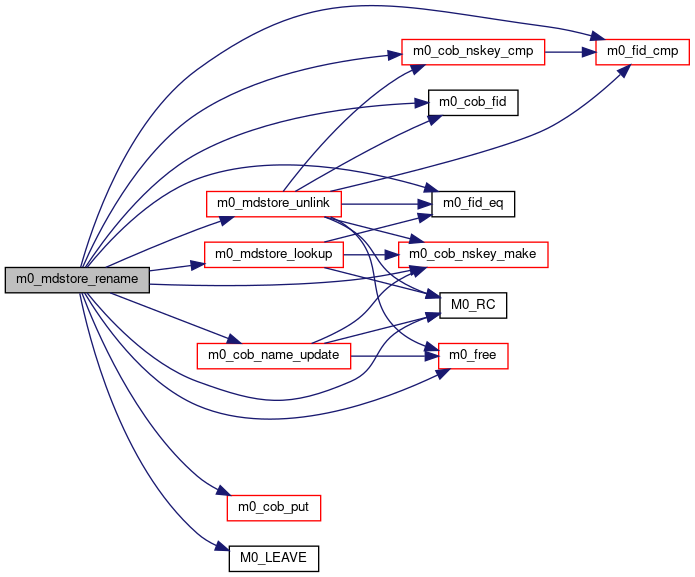 m0_mdstore_rename
m0_cob_nskey_cmp
m0_fid_cmp
m0_cob_fid
m0_mdstore_unlink
m0_fid_eq
m0_mdstore_lookup
m0_cob_nskey_make
M0_RC
m0_cob_name_update
m0_free
m0_cob_put
M0_LEAVE